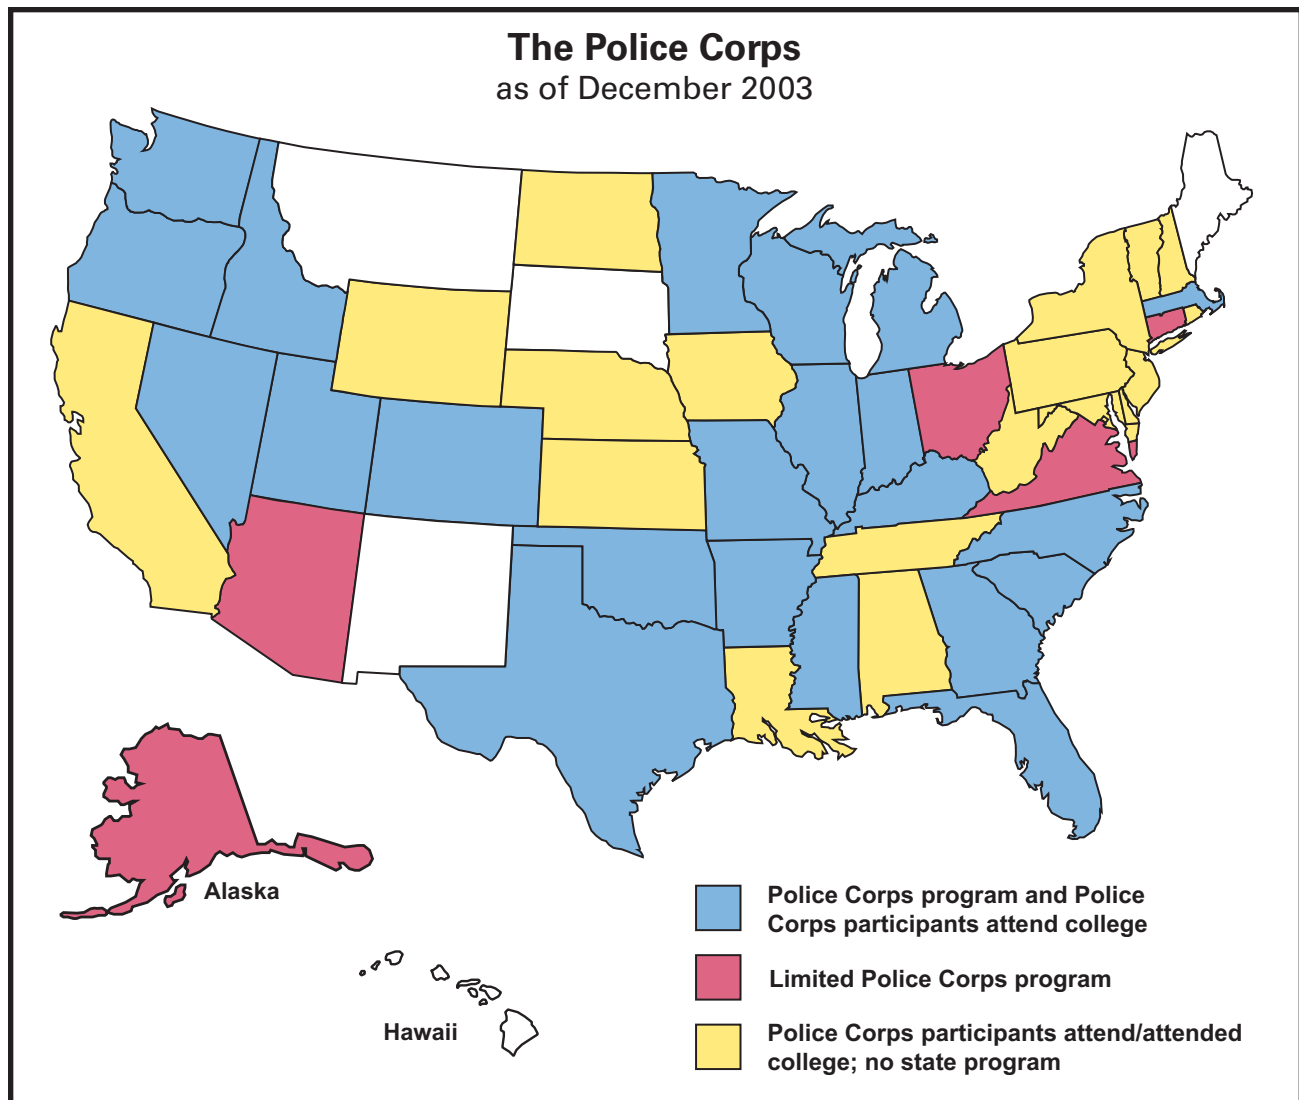 The Police Corps
as of December 2003
Alaska
Hawaii
Police Corps program and Police
Corps participants attend college
Limited Police Corps program
Police Corps participants attend/attended
college; no state program